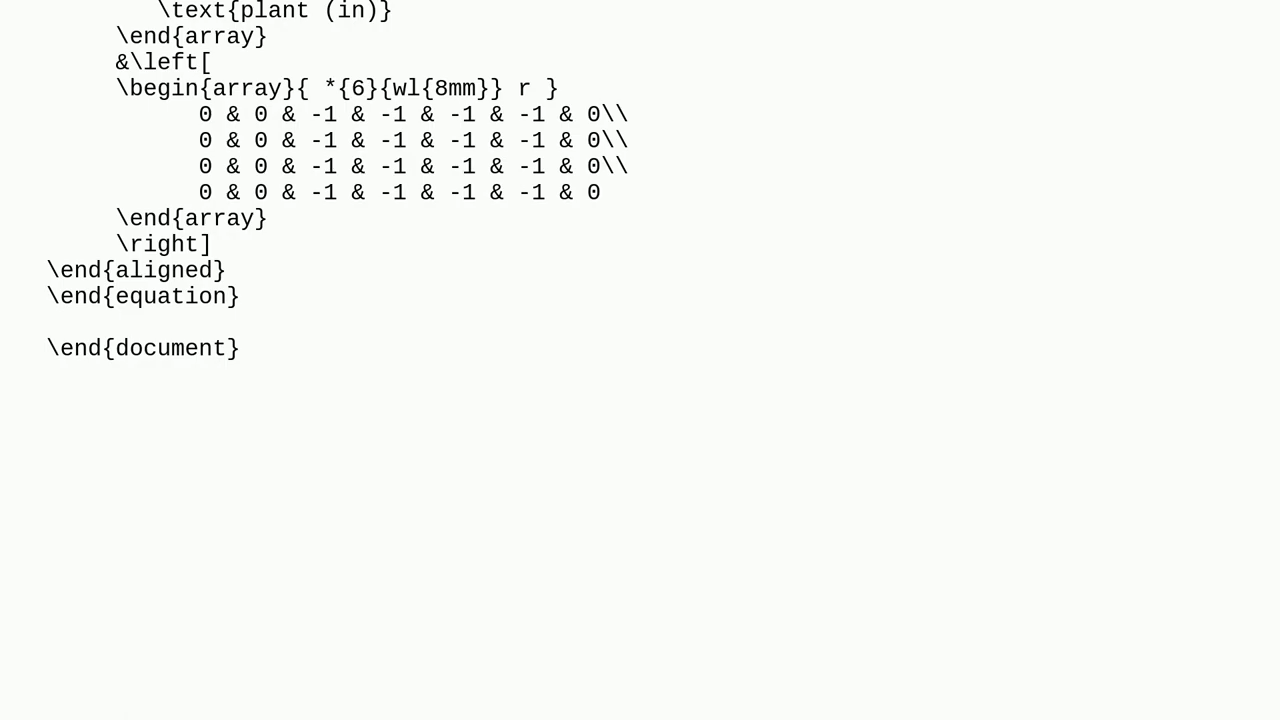 \text{plant (in)}
\end{array}
&\left[
\begin{array}{ *{6}{wl{8mm}} r }
0 & 0 & -1 & -1 & -1 & -1 & 0\\
0 & 0 & -1 & -1 & -1 & -1 & 0\\
0 & 0 & -1 & -1 & -1 & -1 & 0\\
0 & 0 & -1 & -1 & -1 & -1 & 0
\end{array}
\right]
\end{aligned}
\end{equation}
\end{document}